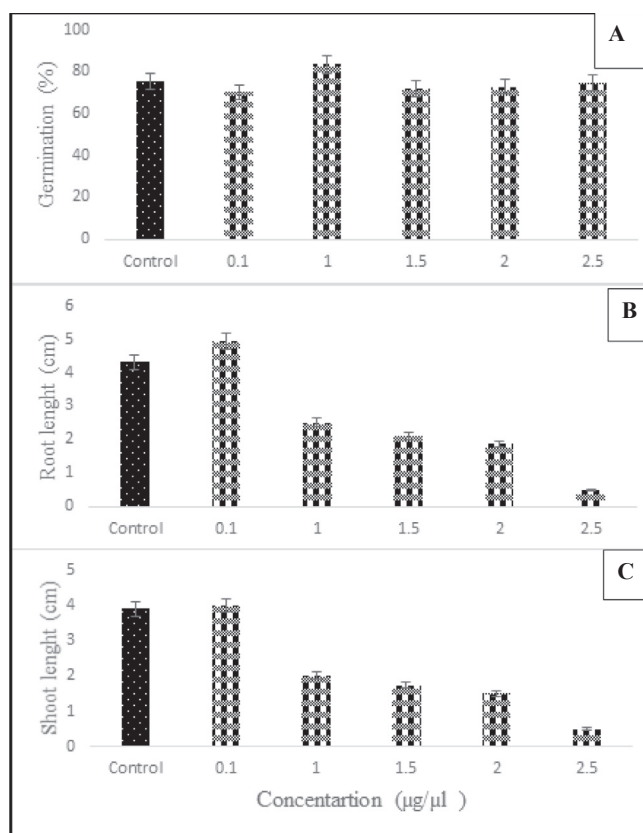 A
Germination (%)
100
80
60
40
20
0
Control 0.1 1 1.5 2 2.5
B
Root lenght (cm)
6
5
4
3
2
1
0
Control 0.1 1 1.5 2 2.5
C
Shoot lenght (cm)
5
4
3
2
1
0
Control 0.1 1 1.5 2 2.5
Concentartion (µg/µl )